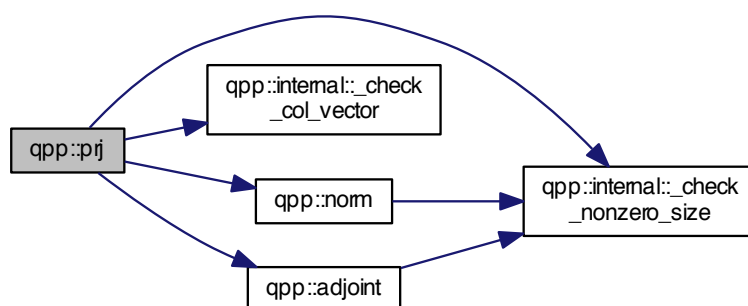 qpp::internal::_check
_col_vector
qpp::prj
qpp::internal::_check
_nonzero_size
qpp::norm
qpp::adjoint